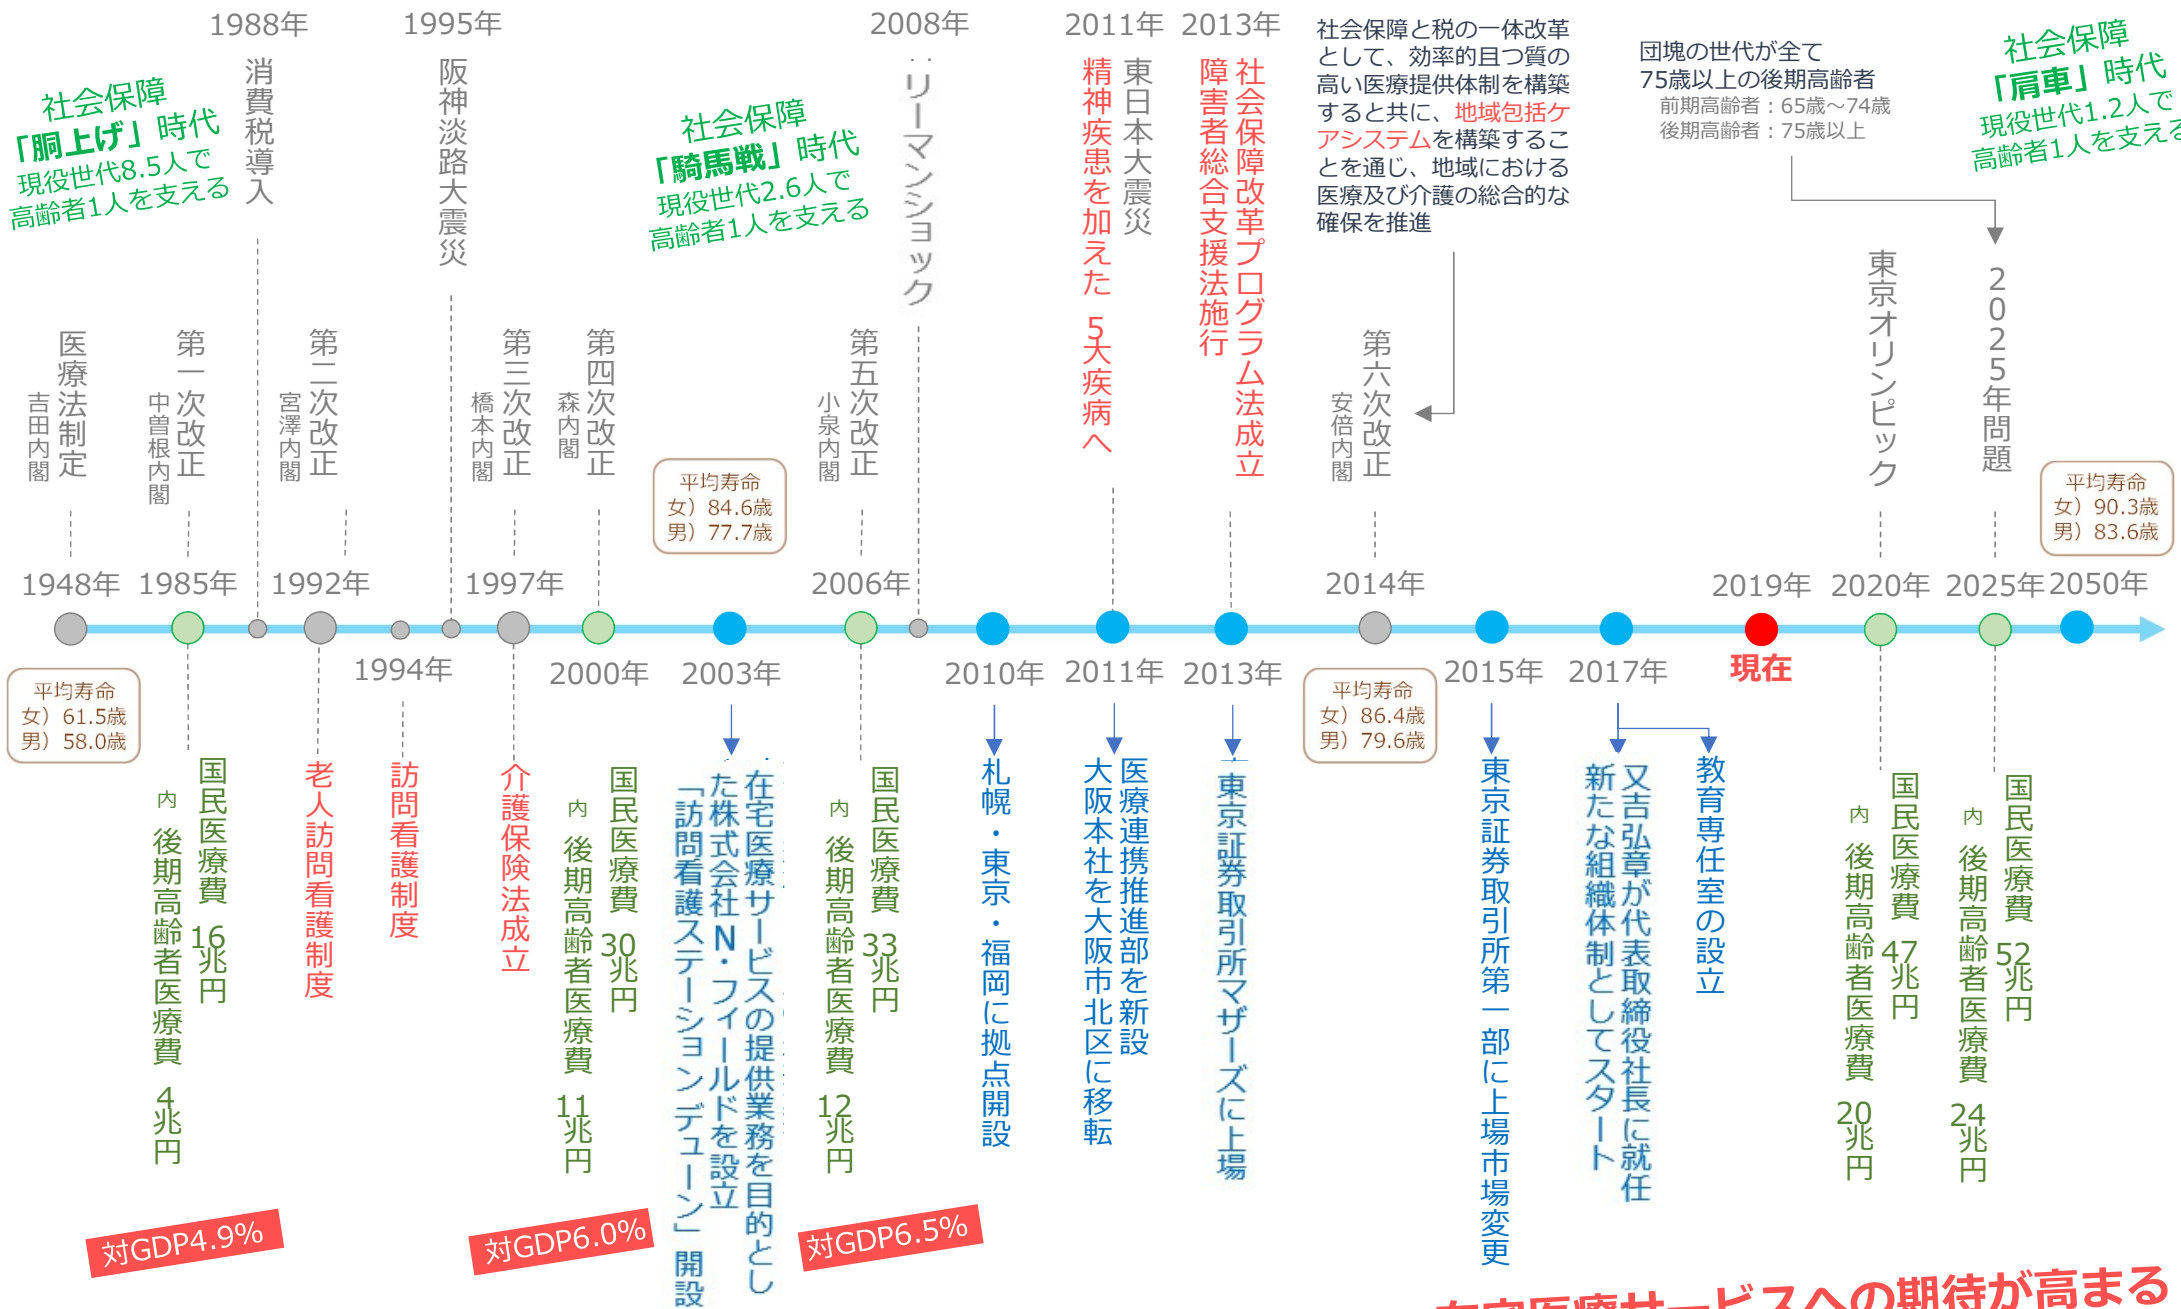 1988年
1995年
2008年
2011年
2013年
社会保障
「胴上げ」時代
現役世代8.5人で
高齢者1人を支える
消費税導入
阪神淡路大震災
社会保障
「騎馬戦」時代
現役世代2.6人で
高齢者1人を支える
リーマンショック
東日本大震災
精神疾患を加えた 5大疾病へ
社会保障改革プログラム法成立
障害者総合支援法施行
社会保障と税の一体改革
として、効率的且つ質の
高い医療提供体制を構築
すると共に、地域包括ケ
アシステムを構築するこ
とを通じ、地域における
医療及び介護の総合的な
確保を推進
団塊の世代が全て
75歳以上の後期高齢者
前期高齢者：65歳～74歳
後期高齢者：75歳以上
社会保障
「肩車」時代
現役世代1.2人で
高齢者1人を支える
医療法制定
吉田内閣
第一次改正
中曽根内閣
第二次改正
宮澤内閣
第三次改正
橋本内閣
第四次改正
森内閣
平均寿命
女）84.6歳
男）77.7歳
第五次改正
小泉内閣
第六次改正
安倍内閣
東京オリンピック
2025年問題
平均寿命
女）90.3歳
男）83.6歳
1948年
1985年
1992年
1997年
2006年
2014年
2019年
2020年
2025年
2050年
1994年
2000年
2003年
2010年
2011年
2013年
2015年
2017年
現在
平均寿命
女）61.5歳
男）58.0歳
平均寿命
女）86.4歳
男）79.6歳
国民医療費 16兆円
内 後期高齢者医療費 4兆円
老人訪問看護制度
訪問看護制度
介護保険法成立
国民医療費 30兆円
内 後期高齢者医療費 11兆円
在宅医療サービスの提供業務を目的とし
た株式会社N・フィールドを設立
「訪問看護ステーション デューン」開設
国民医療費 33兆円
内 後期高齢者医療費 12兆円
札幌・東京・福岡に拠点開設
医療連携推進部を新設
大阪本社を大阪市北区に移転
東京証券取引所マザーズに上場
東京証券取引所第一部に上場市場変更
又吉弘章が代表取締役社長に就任
新たな組織体制としてスタート
教育専任室の設立
国民医療費 47兆円
内 後期高齢者医療費 20兆円
国民医療費 52兆円
内 後期高齢者医療費 24兆円
対GDP4.9%
対GDP6.0%
対GDP6.5%
在宅医療サービスへの期待が高まる